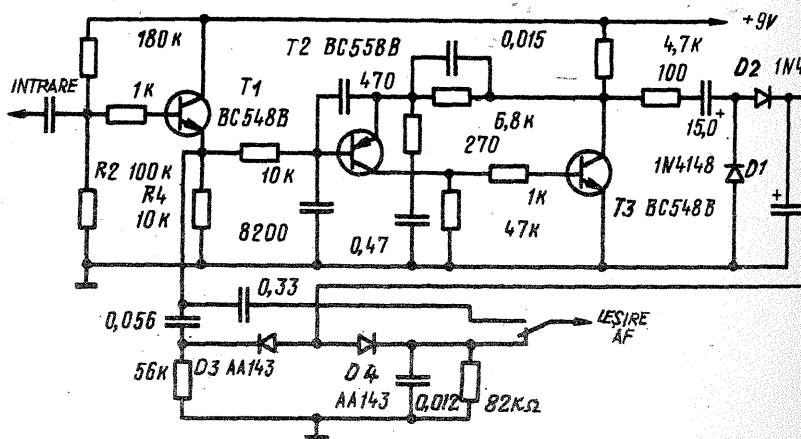 +9V
180K
T2 BC558B
0,015
4,7K
100
D2 1N4
INTRARE
1K
T1
BC548B
470
6,8K
15,0
+
270
1N4148
D1
R2 100K
R4
10K
10K
1K
T3 BC548B
+
8200
0,47
47K
0,33
0,056
IEȘIRE
AF
56K
D3 AA143
D4
AA143
0,012
82KΩ